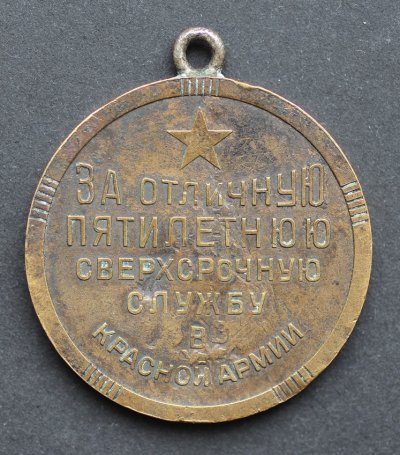 ЗА ОТЛИЧНУЮ
ПЯТИЛЕТНЮЮ
СВЕРХСРОЧНУЮ
СЛУЖБУ
В
КРАСНОЙ АРМИИ